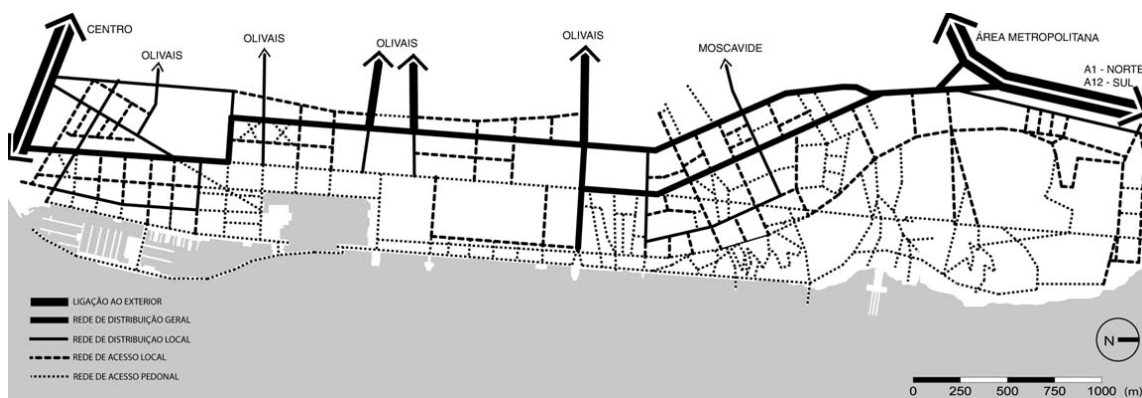 CENTRO
OLIVAIS
OLIVAIS
OLIVAIS
OLIVAIS
MOSCAVIDE
ÁREA METROPOLITANA
A1 - NORTE
A12 - SUL
LIGAÇÃO AO EXTERIOR
REDE DE DISTRIBUIÇÃO GERAL
REDE DE DISTRIBUIÇAO LOCAL
REDE DE ACESSO LOCAL
REDE DE ACESSO PEDONAL
N
0 250 500 750 1000 (m)